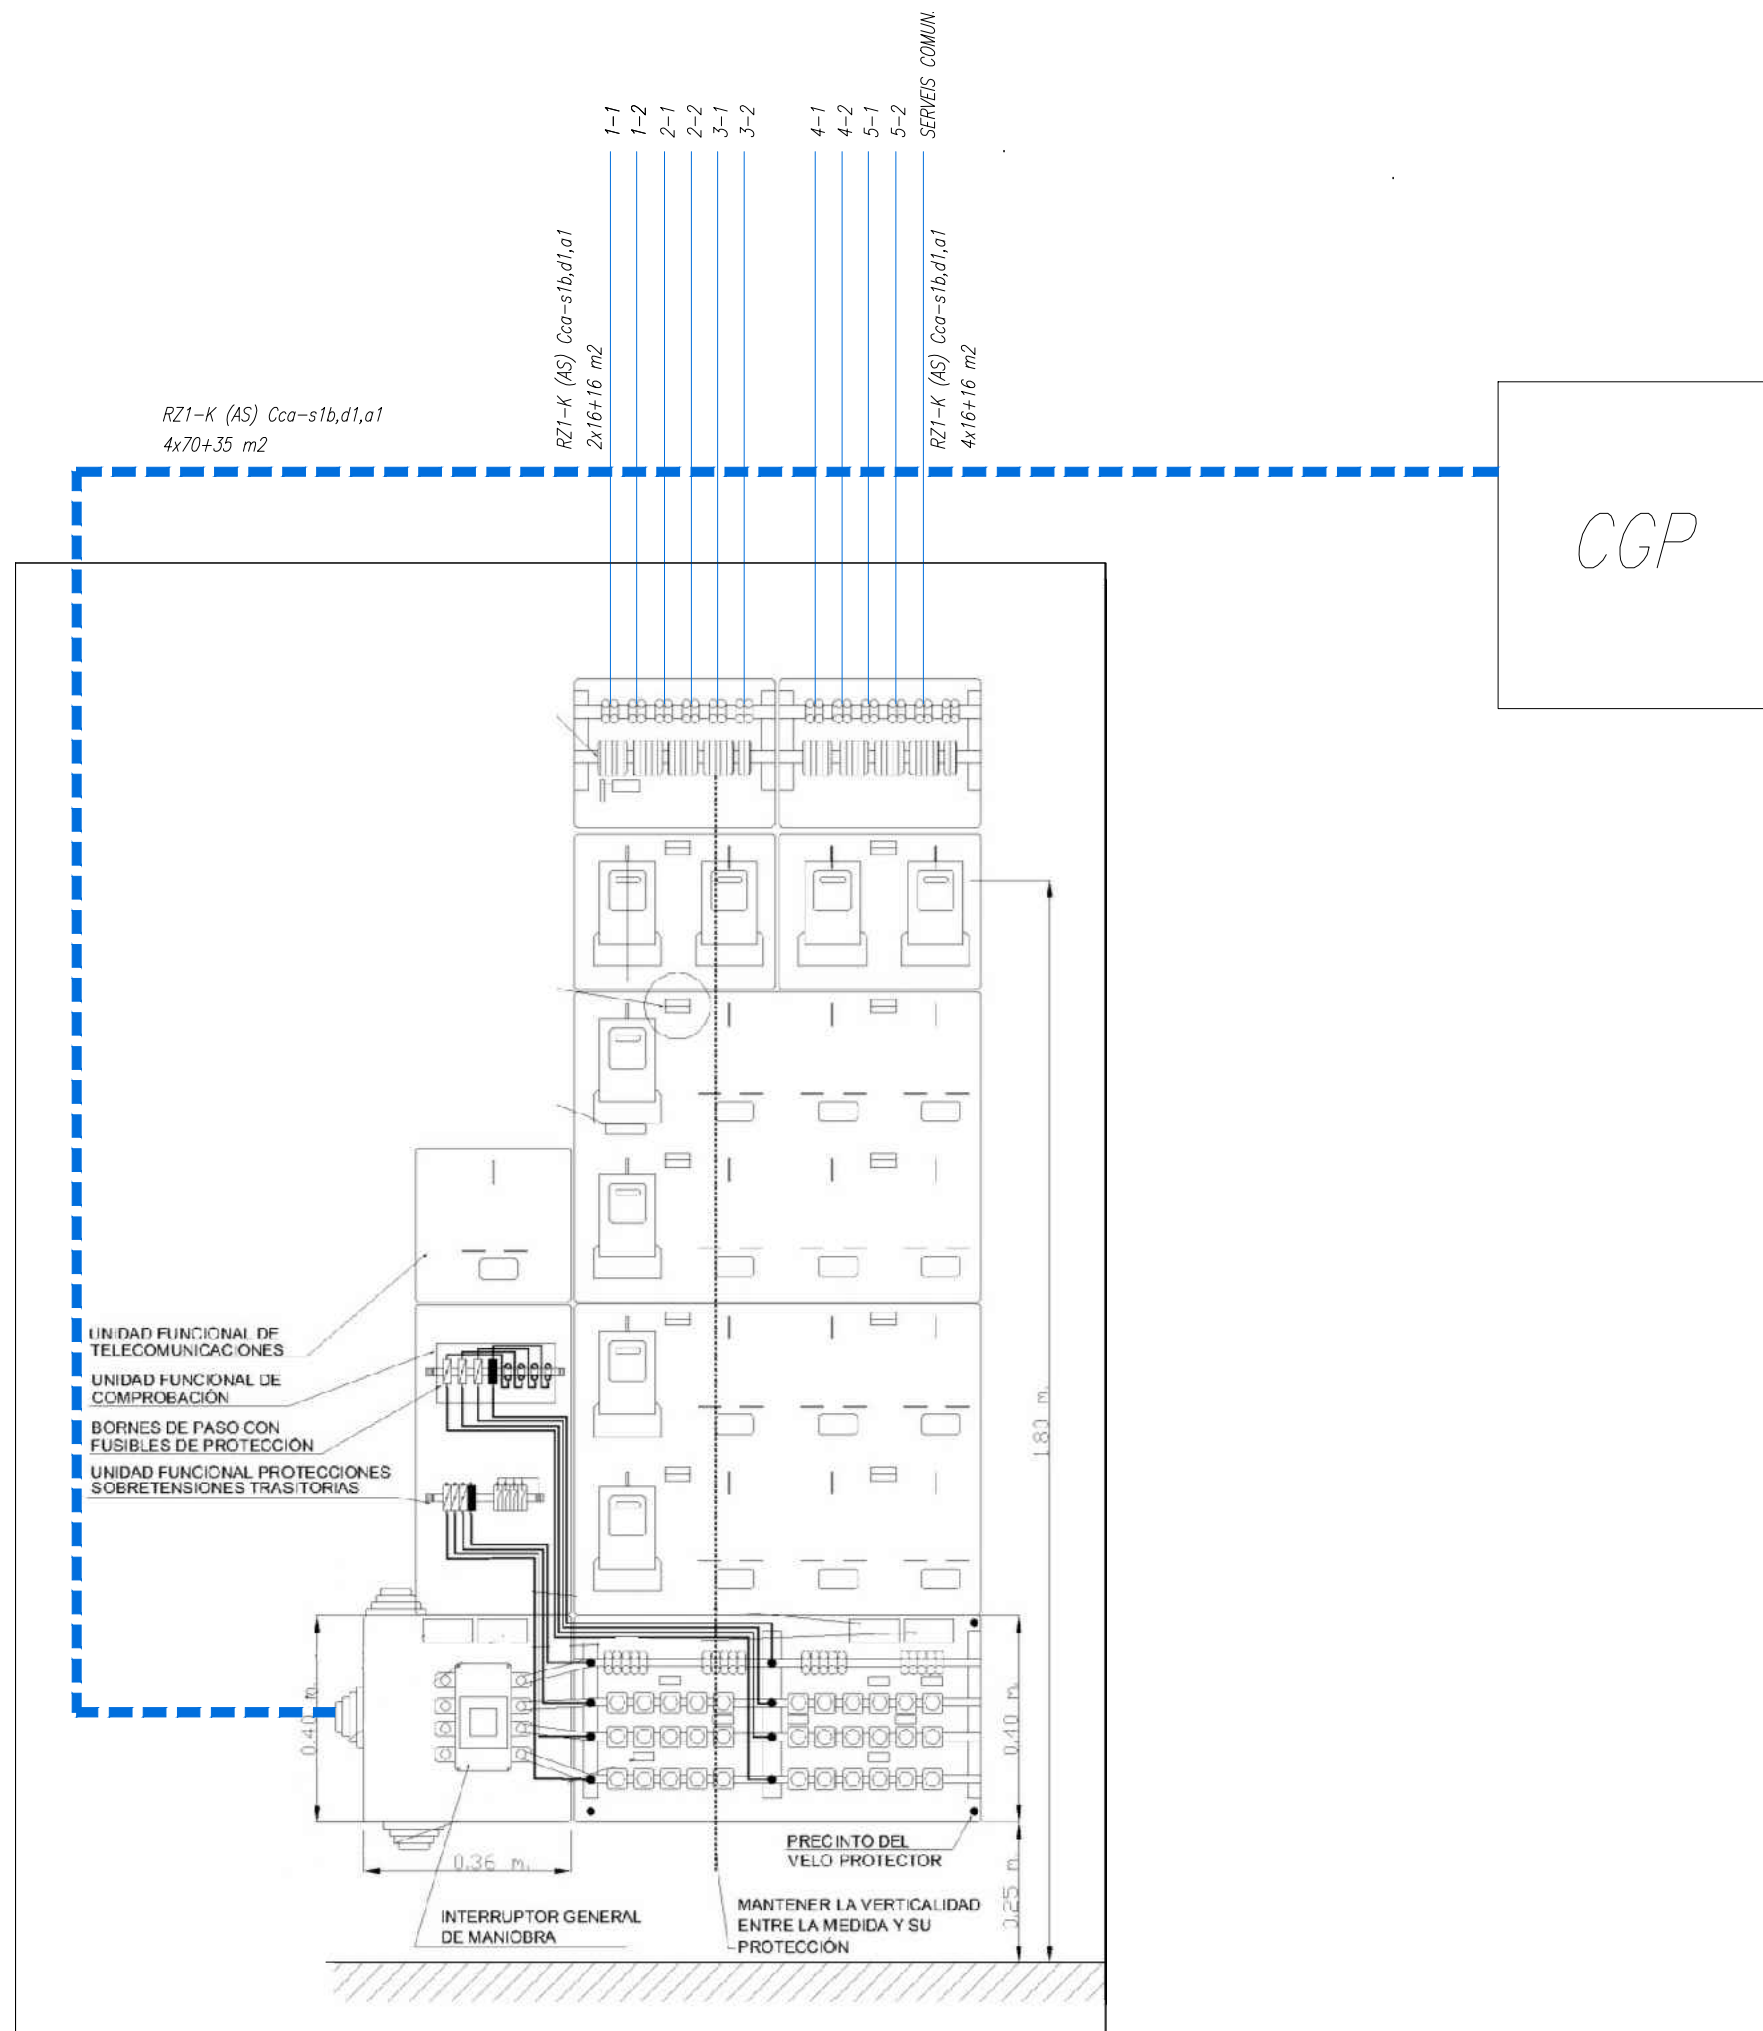 1-1
1-2
2-1
2-2
3-1
3-2
4-1
4-2
5-1
5-2
SERVEIS COMUN.
RZ1-K (AS) Cca-s1b,d1,a1
2x16+16 m2
RZ1-K (AS) Cca-s1b,d1,a1
4x16+16 m2
RZ1-K (AS) Cca-s1b,d1,a1
4x70+35 m2
CGP
UNIDAD FUNCIONAL DE
TELECOMUNICACIONES
UNIDAD FUNCIONAL DE
COMPROBACIÓN
BORNES DE PASO CON
FUSIBLES DE PROTECCIÓN
UNIDAD FUNCIONAL PROTECCIONES
SOBRETENSIONES TRASITORIAS
1.80 m.
0.40 m.
0.40 m.
0.36 m.
0.25 m.
PRECINTO DEL
VELO PROTECTOR
INTERRUPTOR GENERAL
DE MANIOBRA
MANTENER LA VERTICALIDAD
ENTRE LA MEDIDA Y SU
PROTECCIÓN